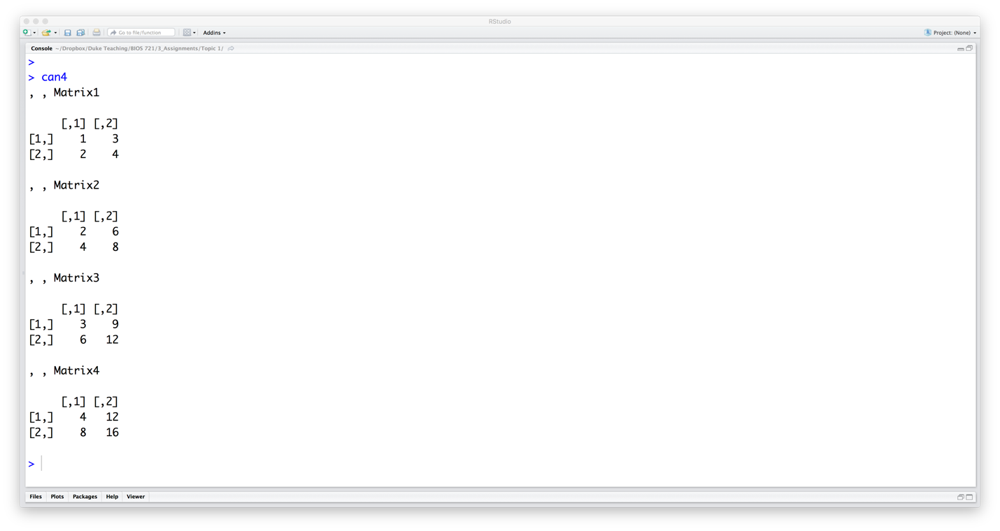 RStudio
Go to file/function
Addins
Project: (None)
Console ~/Dropbox/Duke Teaching/BIOS 721/3_Assignments/Topic 1/
>
> can4
, , Matrix1
     [,1] [,2]
[1,]    1    3
[2,]    2    4
, , Matrix2
     [,1] [,2]
[1,]    2    6
[2,]    4    8
, , Matrix3
     [,1] [,2]
[1,]    3    9
[2,]    6   12
, , Matrix4
     [,1] [,2]
[1,]    4   12
[2,]    8   16
>
Files Plots Packages Help Viewer